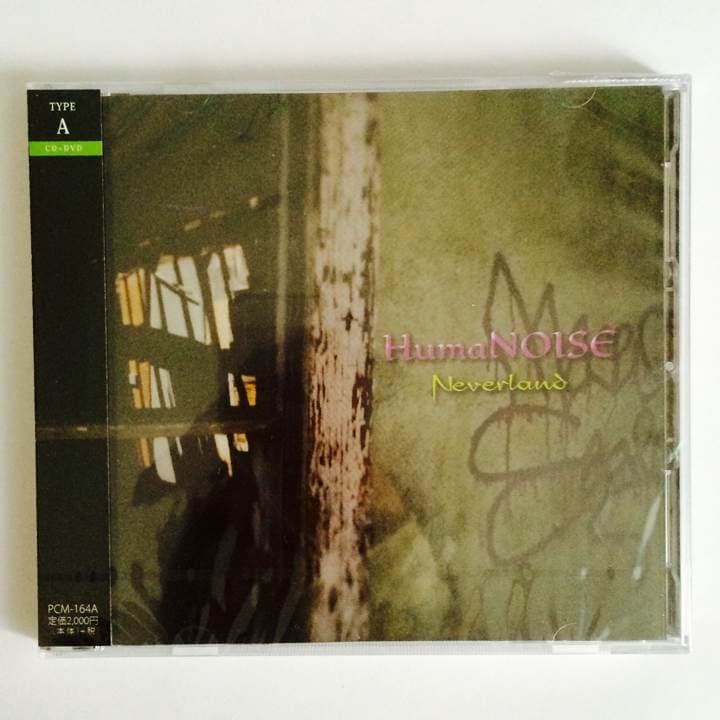 TYPE
A
CD+DVD
HumaNOISE
Neverland
PCM-164A
定価2,000円
(本体)+税